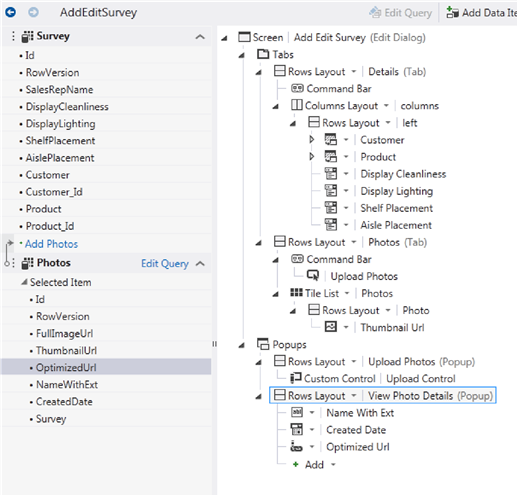 AddEditSurvey
Edit Query
Add Data Ite
Survey
Id
RowVersion
SalesRepName
DisplayCleanliness
DisplayLighting
ShelfPlacement
AislePlacement
Customer
Customer_Id
Product
Product_Id
+ Add Photos
Photos Edit Query
Selected Item
Id
RowVersion
FullImageUrl
ThumbnailUrl
OptimizedUrl
NameWithExt
CreatedDate
Survey
Screen | Add Edit Survey (Edit Dialog)
Tabs
Rows Layout | Details (Tab)
Command Bar
Columns Layout | columns
Rows Layout | left
Customer
Product
Display Cleanliness
Display Lighting
Shelf Placement
Aisle Placement
Rows Layout | Photos (Tab)
Command Bar
Upload Photos
Tile List | Photos
Rows Layout | Photo
Thumbnail Url
Popups
Rows Layout | Upload Photos (Popup)
Custom Control | Upload Control
Rows Layout | View Photo Details (Popup)
Name With Ext
Created Date
Optimized Url
+ Add